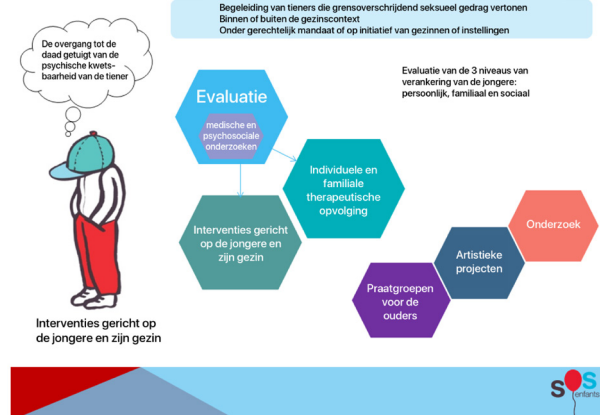 Begeleiding van tieners die grensoverschrijdend seksueel gedrag vertonen
Binnen of buiten de gezinscontext
Onder gerechtelijk mandaat of op initiatief van gezinnen of instellingen
De overgang tot de
daad getuigt van de
psychische kwets-
baarheid van de tiener
Evaluatie van de 3 niveaus van
verankering van de jongere:
persoonlijk, familiaal en sociaal
Evaluatie
medische en
psychosociale
onderzoeken
Individuele en
familiale
therapeutische
opvolging
Interventies gericht
op de jongere en
zijn gezin
Onderzoek
Artistieke
projecten
Praatgroepen
voor de
ouders
Interventies gericht op
de jongere en zijn gezin
SOS
enfants